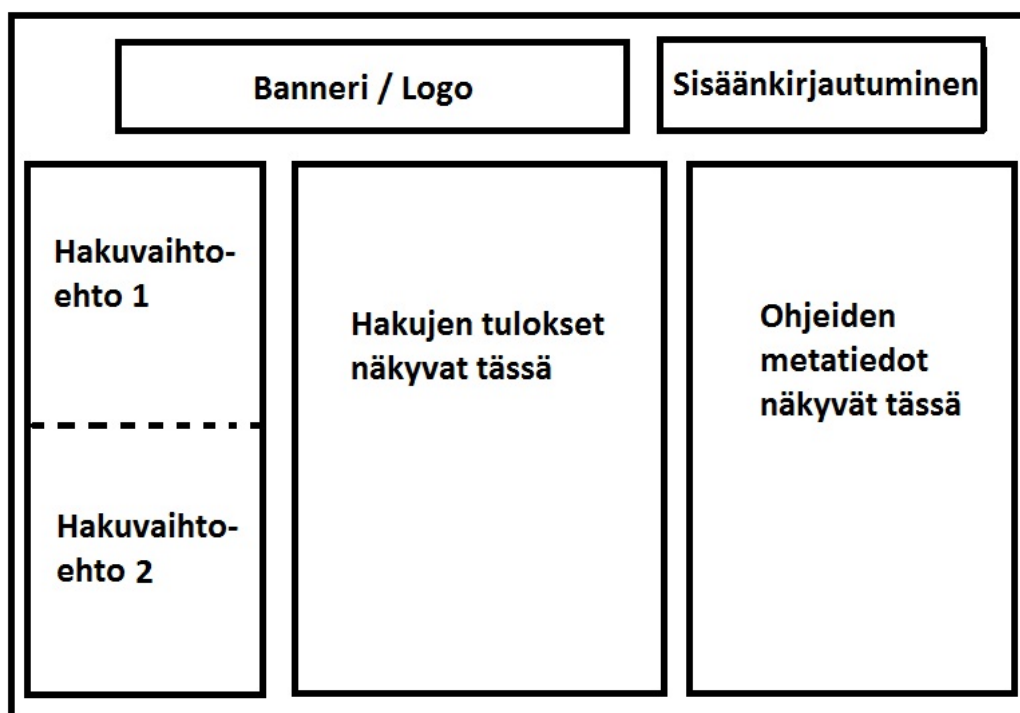 Banneri / Logo
Sisäänkirjautuminen
Hakuvaihto-
ehto 1
Hakuvaihto-
ehto 2
Hakujen tulokset
näkyvat tässä
Ohjeiden
metatiedot
näkyvät tässä